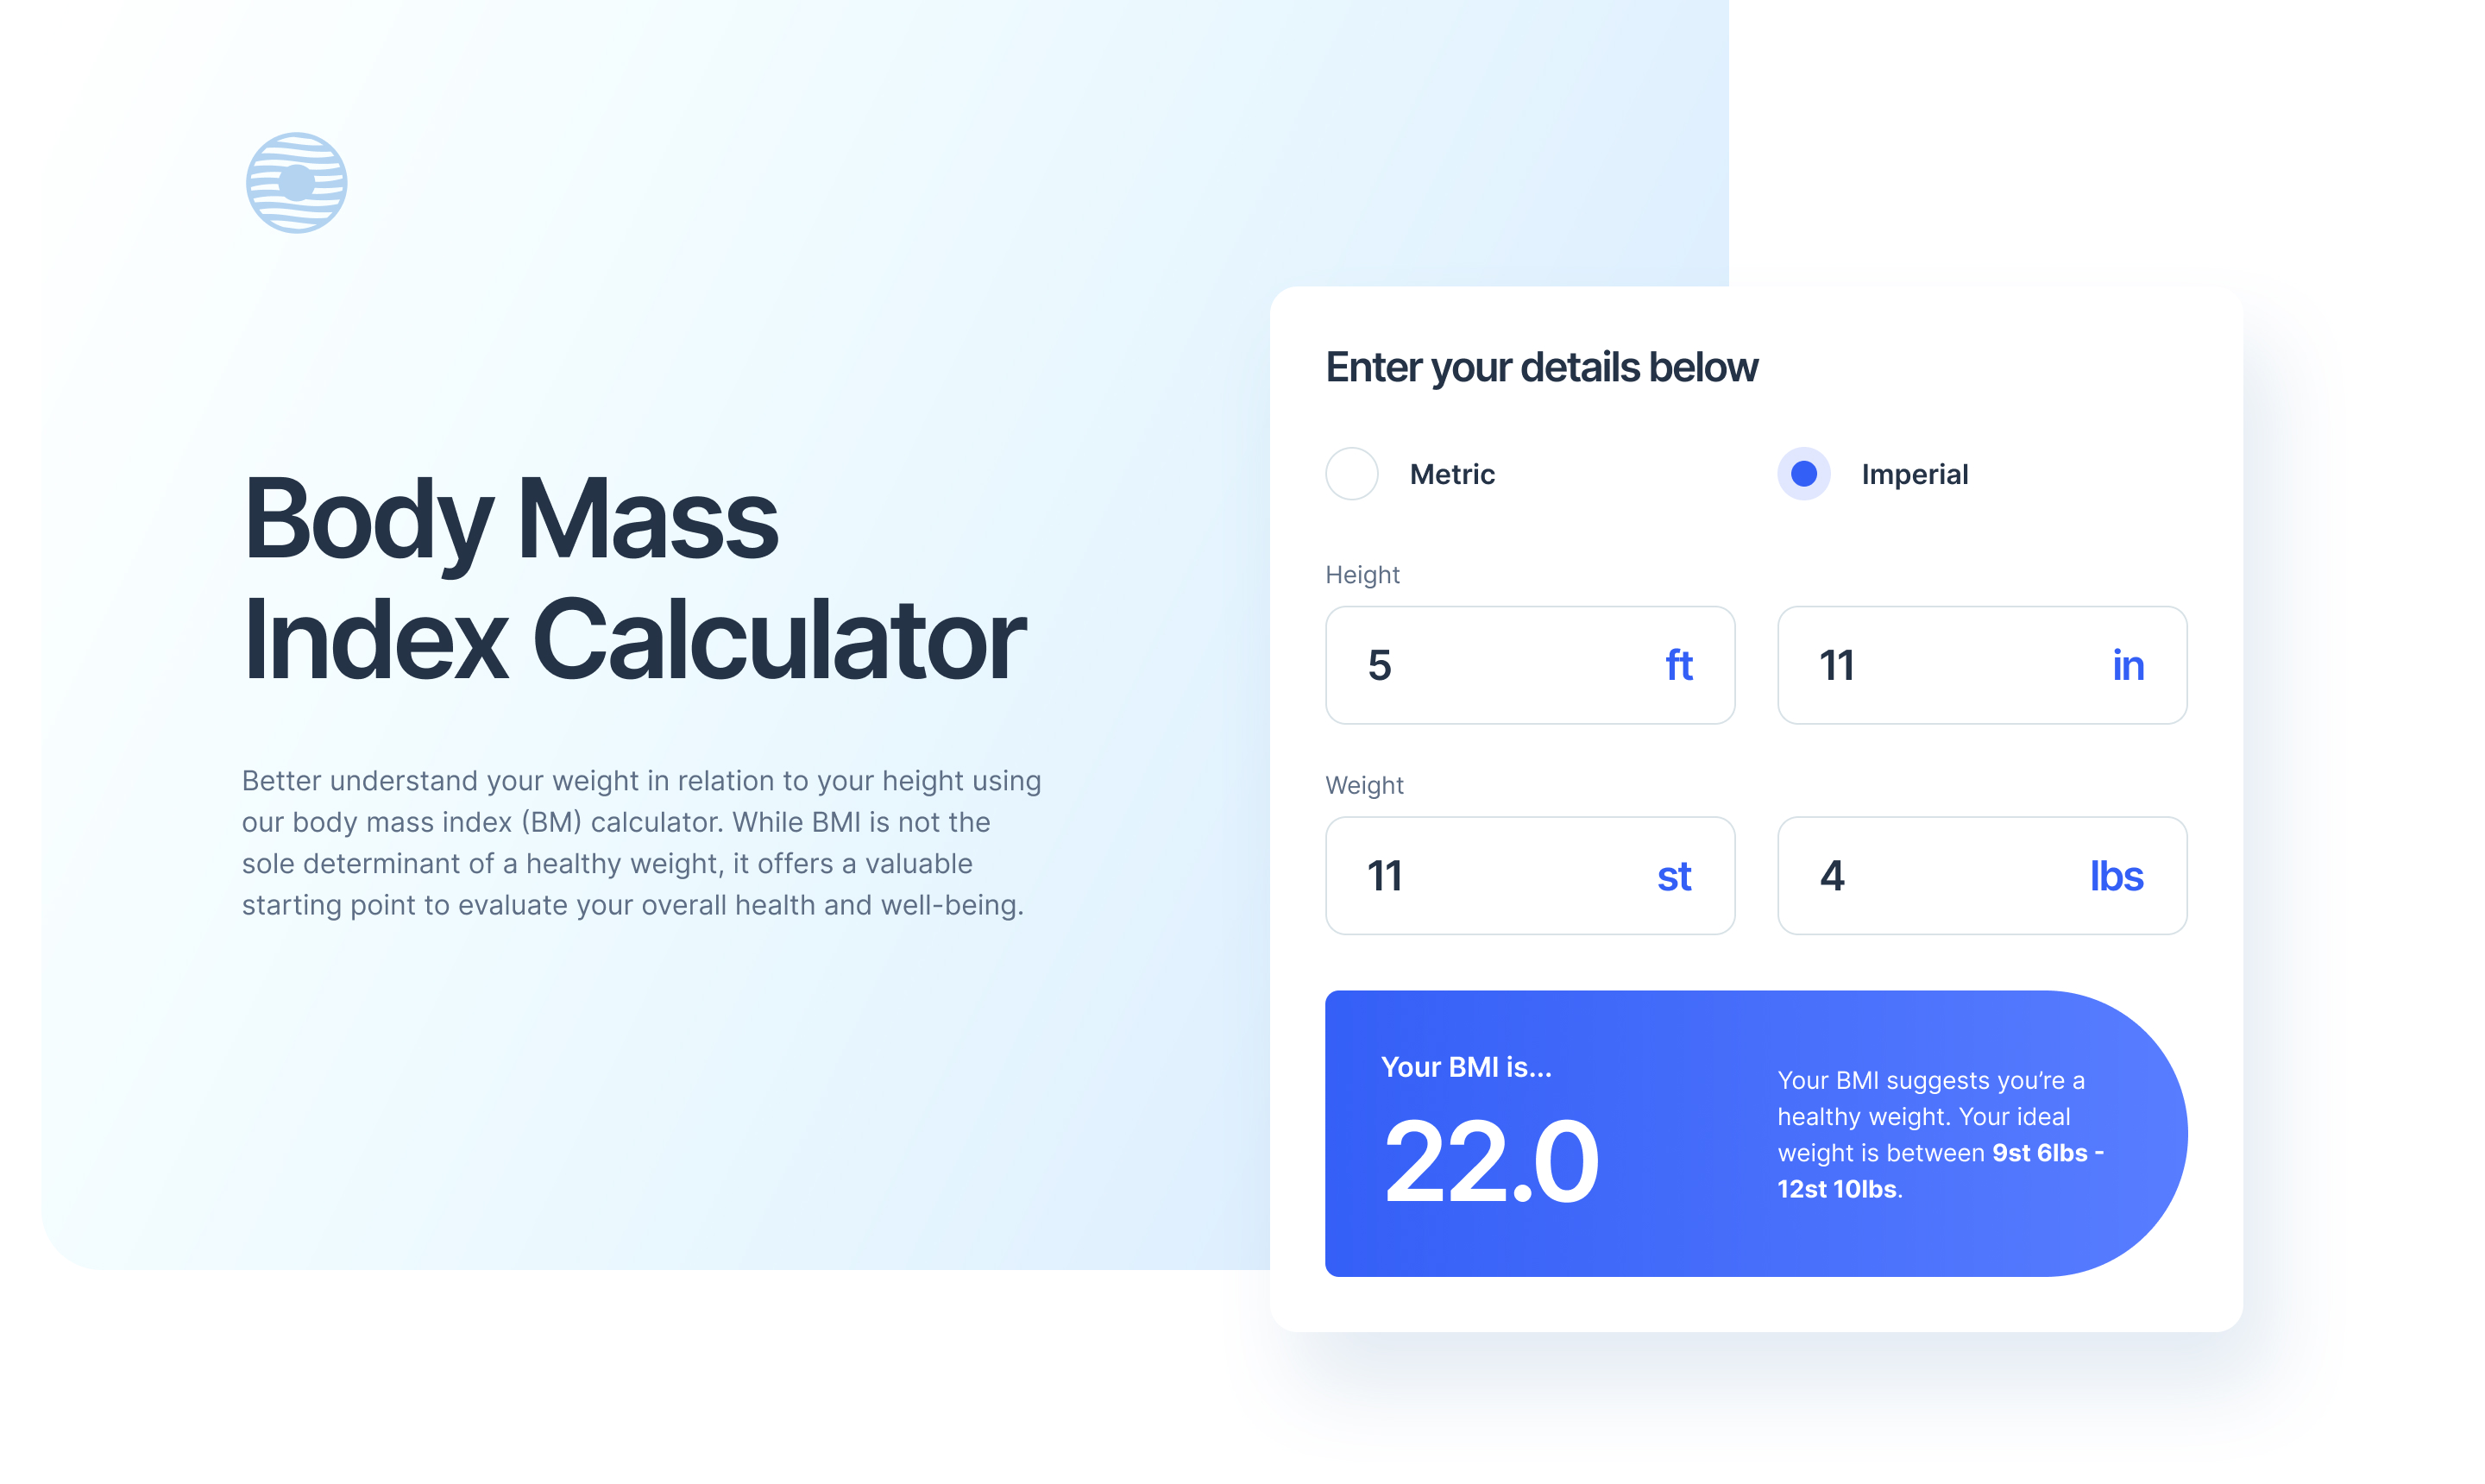 Body Mass
Index Calculator
Better understand your weight in relation to your height using
our body mass index (BM) calculator. While BMI is not the
sole determinant of a healthy weight, it offers a valuable
starting point to evaluate your overall health and well-being.
Enter your details below
Metric
Imperial
Height
5 ft
11 in
Weight
11 st
4 lbs
Your BMI is...
22.0
Your BMI suggests you’re a
healthy weight. Your ideal
weight is between 9st 6lbs -
12st 10lbs.